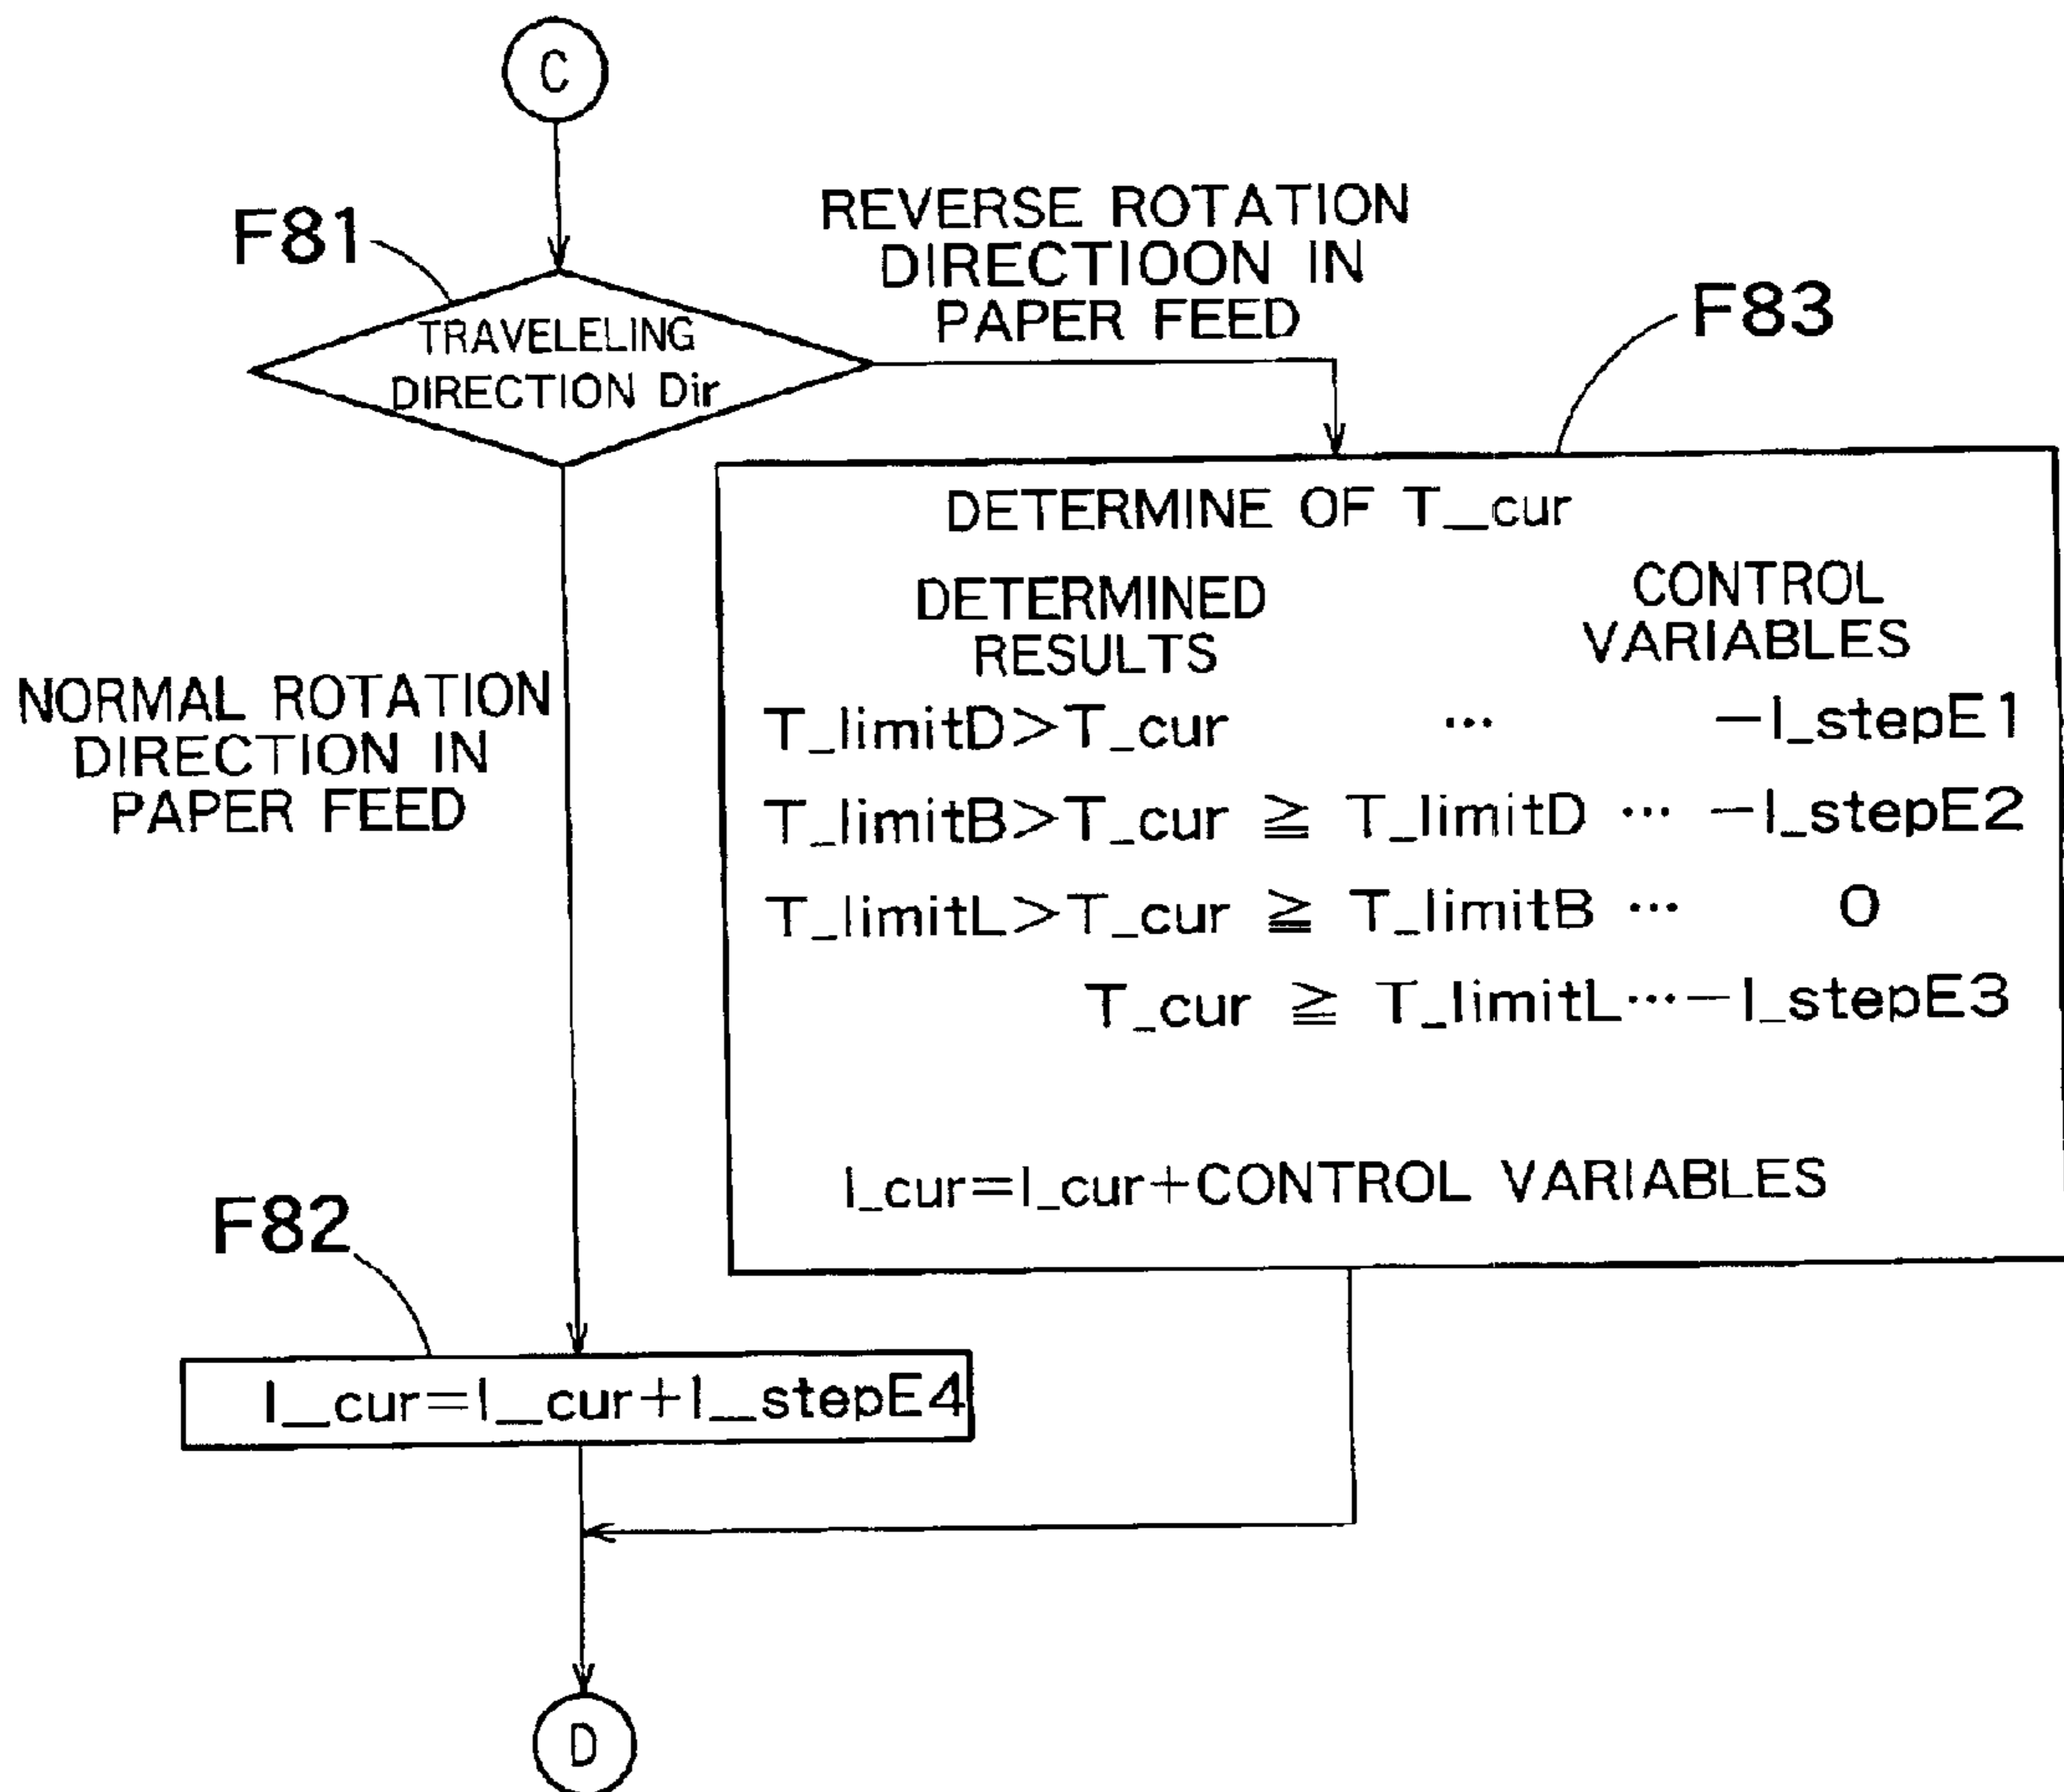 C
F81
REVERSE ROTATION
DIRECTIOON IN
PAPER FEED
F83
TRAVELELING
DIRECTION Dir
DETERMINE OF T_cur
DETERMINED
RESULTS
CONTROL
VARIABLES
T_limitD>T_cur … −I_stepE1
T_limitB>T_cur ≧ T_limitD … −I_stepE2
T_limitL>T_cur ≧ T_limitB … 0
T_cur ≧ T_limitL…−I_stepE3
I_cur=I_cur+CONTROL VARIABLES
NORMAL ROTATION
DIRECTION IN
PAPER FEED
F82
I_cur=I_cur+I_stepE4
D